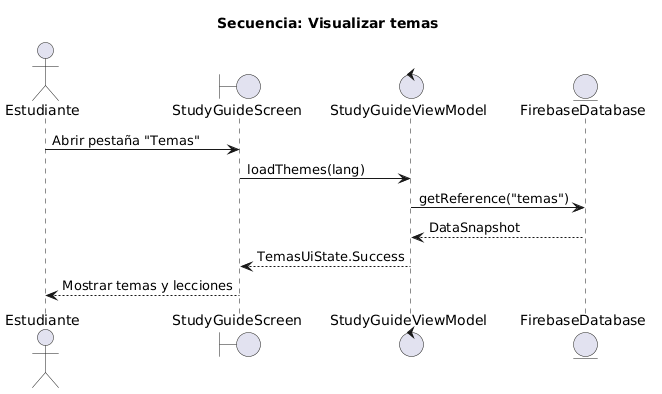 Secuencia: Visualizar temas
Estudiante StudyGuideScreen StudyGuideViewModel FirebaseDatabase
Abrir pestaña "Temas"
loadThemes(lang)
getReference("temas")
DataSnapshot
TemasUiState.Success
Mostrar temas y lecciones
Estudiante StudyGuideScreen StudyGuideViewModel FirebaseDatabase